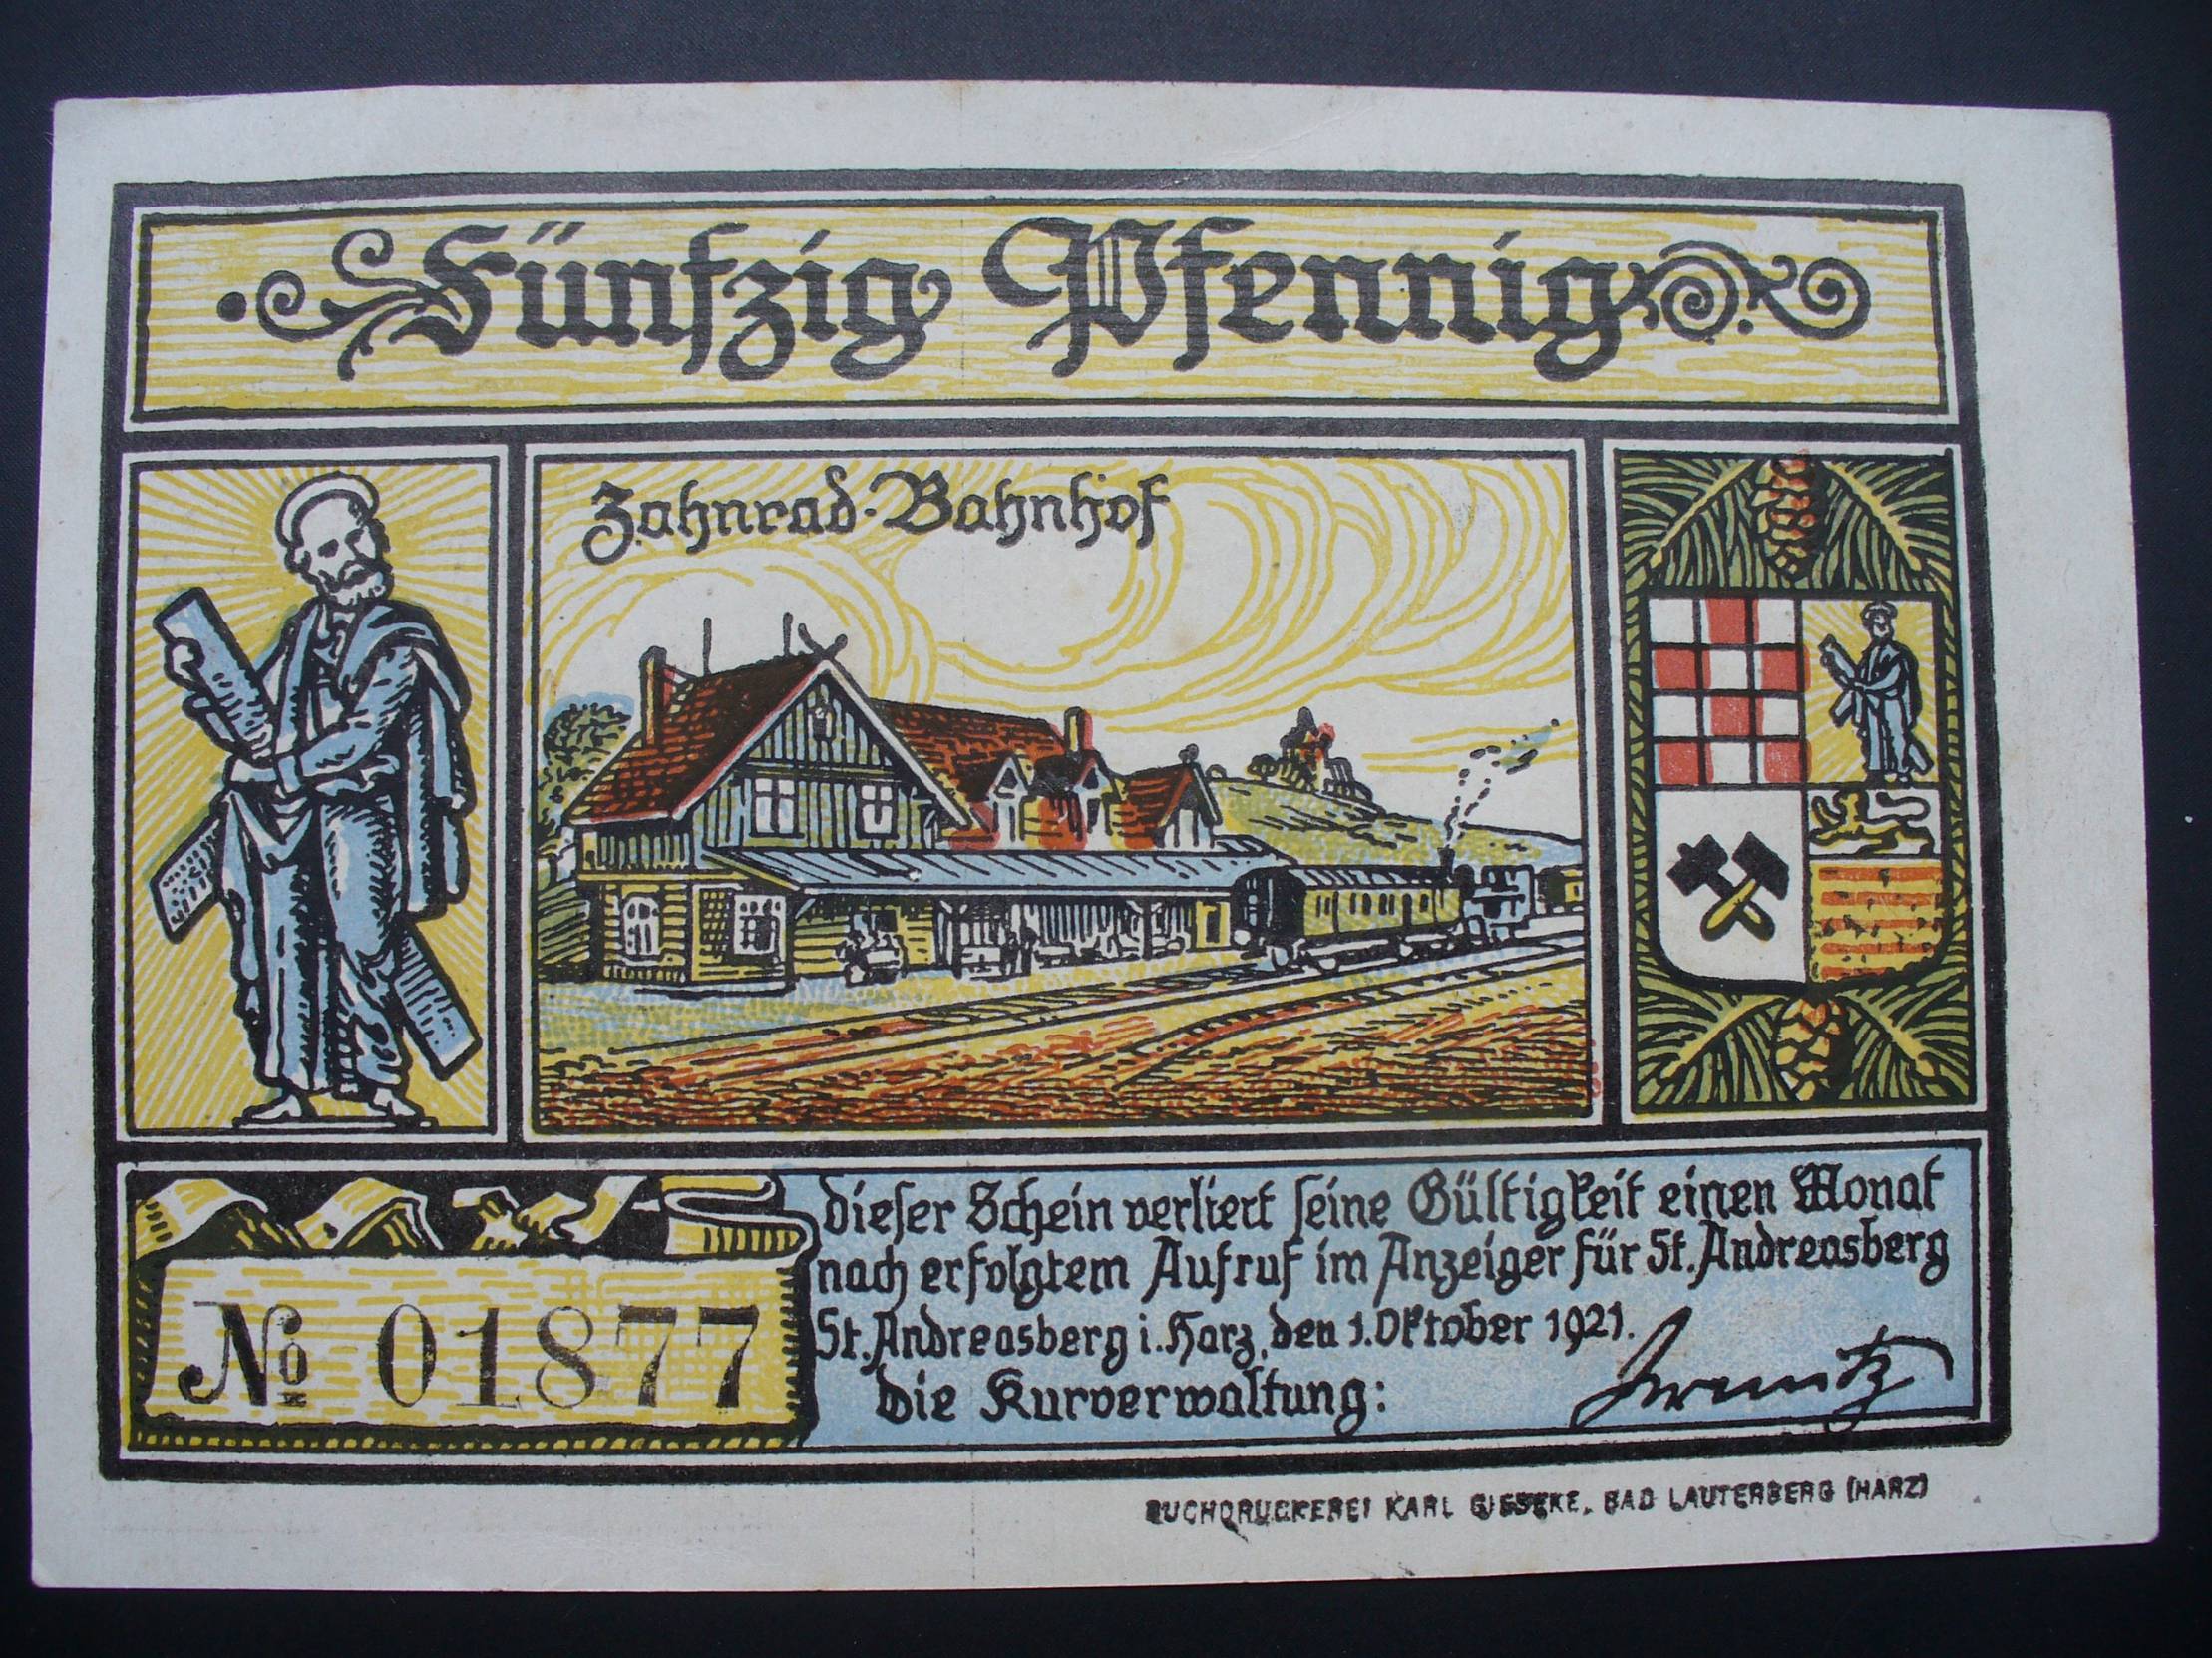 Fünfzig Pfennig
Zahnrad-Bahnhof
Dieser Schein verliert seine Gültigkeit einen Monat
nach erfolgtem Aufruf im Anzeiger für St. Andreasberg
St. Andreasberg i. Harz, den 1. Oktober 1921.
Die Kurverwaltung:
No 01877
BUCHDRUCKEREI KARL GIESEKE, BAD LAUTERBERG (HARZ)